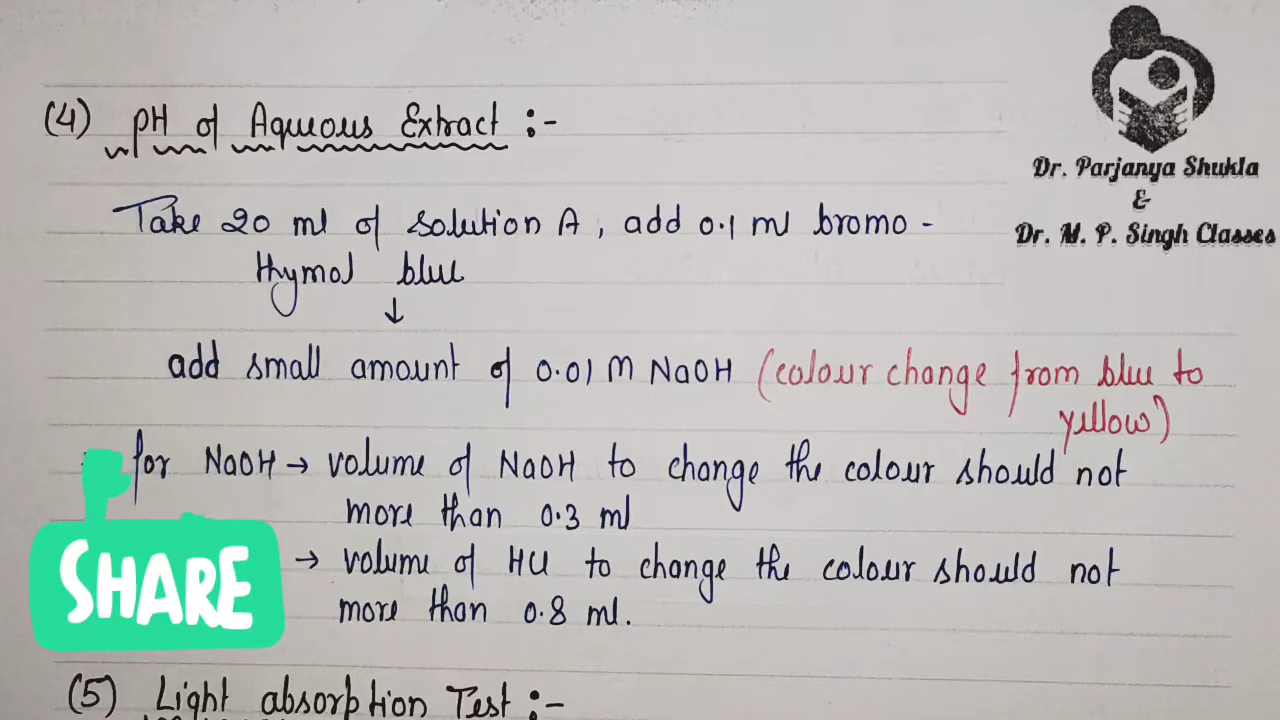 (4) pH of Aqueous Extract :-
Take 20 ml of solution A, add 0.1 ml bromo-
thymol blue
↓
add small amount of 0.01 M NaOH (colour change from blue to
yellow)
for NaOH → volume of NaOH to change the colour should not
more than 0.3 ml
→ volume of HCl to change the colour should not
more than 0.8 ml.
(5) Light absorption Test :-
Dr. Parjanya Shukla
&
Dr. M. P. Singh Classes
SHARE